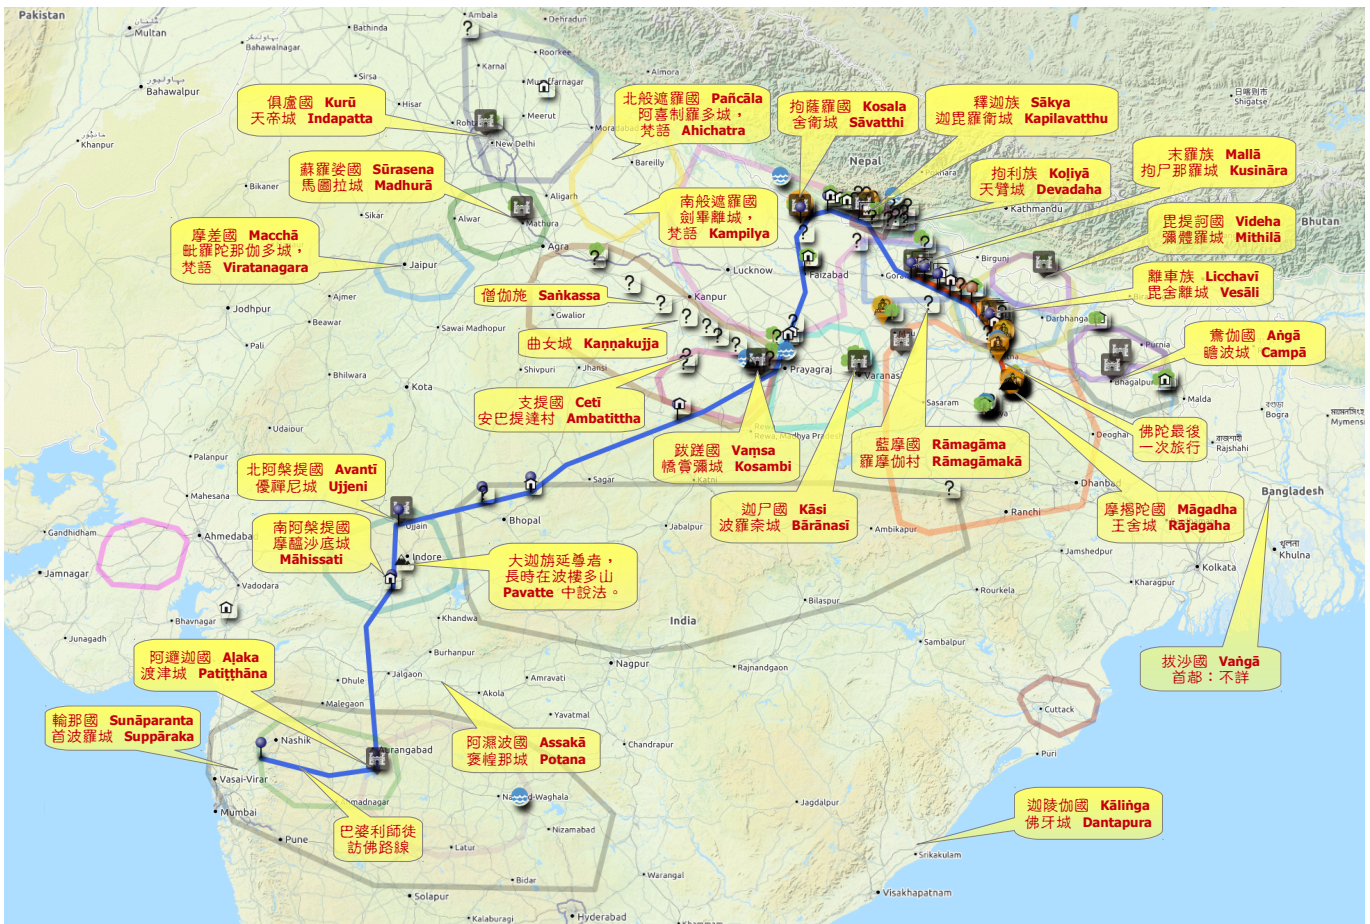 Pakistan
Multan
ملتان
Bahawalnagar
بہاولنگر
Bahawalpur
بہاولپور
Bathinda
Ambala
Dehradun
Roorkee
Karnal
Sirsa
Hisar
Meerut
New Delhi
Almora
Bareilly
Bikaner
Sikar
Alwar
Aligarh
Mathura
Agra
Jaipur
Ajmer
Jodhpur
Beawar
Pali
Sawai Madhopur
Gwalior
Shivpuri
Jhansi
Bhilwara
Kota
Udaipur
Palanpur
Mahesana
Gandhidham
Ahmedabad
Jamnagar
Vadodara
Bhavnagar
Junagadh
Nepal
Pokhara
Kathmandu
Birgunj
Bhutan
日喀则市
Shigatse
Lucknow
Kanpur
Faizabad
Prayagraj
Sasaram
Darbhanga
Purnia
Bhagalpur
Malda
Deoghar
Dhanbad
Ranchi
Jamshedpur
Bogra
রাজশাহী
Rajshahi
Bangladesh
খুলনা
Khulna
Kolkata
Kharagpur
Rourkela
Ambikapur
Rewa, Madhya Pradesh
Katni
Sagar
Bhopal
Jabalpur
Ujjain
Indore
Khandwa
Burhanpur
Bilaspur
India
Sambalpur
Nagpur
Rajnandgaon
Jalgaon
Dhule
Akola
Amravati
Malegaon
Yavatmal
Chandrapur
Cuttack
Puri
Nashik
Aurangabad
Vasai-Virar
Mumbai
Ahmadnagar
Pune
Latur
Nizamabad
Jagdalpur
Bidar
Warangal
Solapur
Kalaburagi
Hyderabad
Srikakulam
Visakhapatnam
俱盧國 Kurū
天帝城 Indapatta
北般遮羅國 Pañcāla
阿喜制羅多城，
梵語 Ahichatra
拘薩羅國 Kosala
舍衛城 Sāvatthi
釋迦族 Sākya
迦毘羅衛城 Kapilavatthu
蘇羅娑國 Sūrasena
馬圖拉城 Madhurā
南般遮羅國
劍畢離城，
梵語 Kampilya
拘利族 Koḷiyā
天臂城 Devadaha
末羅族 Mallā
拘尸那羅城 Kusināra
摩差國 Macchā
毗羅陀那伽多城，
梵語 Viratanagara
毘提訶國 Videha
彌體羅城 Mithilā
僧伽施 Saṅkassa
離車族 Licchavī
毘舍離城 Vesāli
曲女城 Kaṇṇakujja
鴦伽國 Aṅgā
瞻波城 Campā
支提國 Cetī
安巴提達村 Ambatittha
跋蹉國 Vaṃsa
憍賞彌城 Kosambi
藍摩國 Rāmagāma
羅摩伽村 Rāmagāmakā
佛陀最後
一次旅行
北阿槃提國 Avantī
優禪尼城 Ujjeni
迦尸國 Kāsi
波羅柰城 Bārānasī
摩揭陀國 Māgadha
王舍城 Rājagaha
南阿槃提國
摩醯沙底城
Māhissati
大迦旃延尊者，
長時在波樓多山
Pavatte 中說法。
阿邏迦國 Aḷaka
渡津城 Patiṭṭhāna
拔沙國 Vaṅgā
首都：不詳
輸那國 Sunāparanta
首波羅城 Suppāraka
阿濕波國 Assakā
褒惶那城 Potana
巴婆利師徒
訪佛路線
迦陵伽國 Kāliṅga
佛牙城 Dantapura